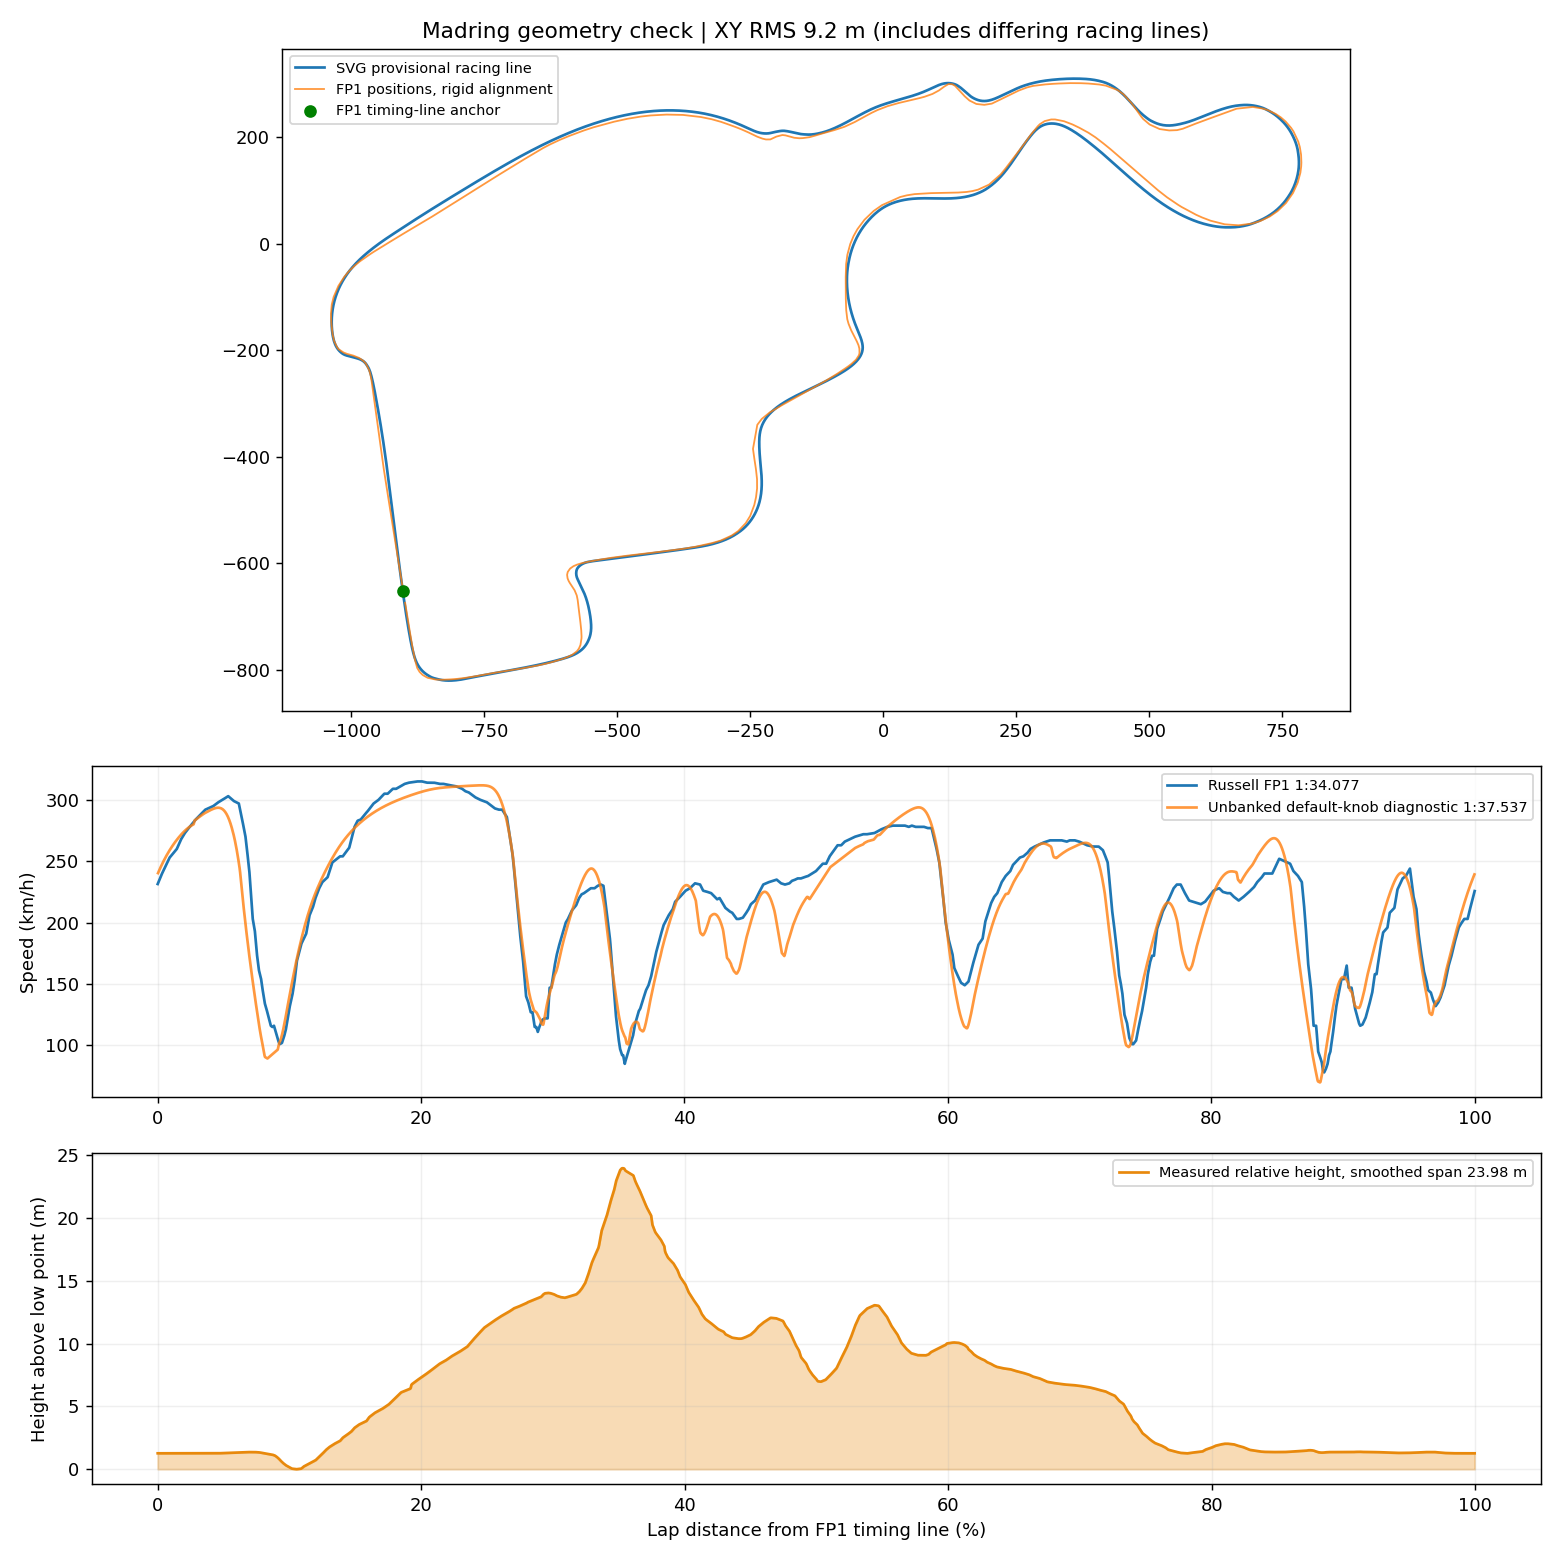 Madring geometry check | XY RMS 9.2 m (includes differing racing lines)
SVG provisional racing line
FP1 positions, rigid alignment
FP1 timing-line anchor
200
0
−200
−400
−600
−800
−1000 −750 −500 −250 0 250 500 750
Speed (km/h)
300
250
200
150
100
Russell FP1 1:34.077
Unbanked default-knob diagnostic 1:37.537
0 20 40 60 80 100
Height above low point (m)
25
20
15
10
5
0
Measured relative height, smoothed span 23.98 m
0 20 40 60 80 100
Lap distance from FP1 timing line (%)